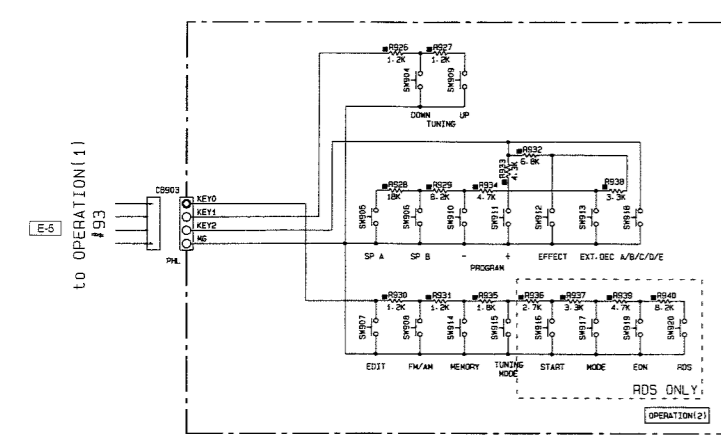 R926
1.2K
R927
1.2K
SW904
SW909
DOWN
UP
TUNING
R932
6.8K
R933
4.3K
R928
18K
R929
8.2K
R934
4.7K
R938
3.3K
SW905
SW906
SW910
SW911
SW912
SW913
SW918
SP A
SP B
-
+
EFFECT
EXT.DEC
A/B/C/D/E
PROGRAM
to OPERATION(1)
#93
E-5
CB903
KEY0
KEY1
KEY2
MG
PHL
R930
1.2K
R931
1.2K
R935
1.8K
R936
2.7K
R937
3.3K
R939
4.7K
R940
8.2K
SW907
SW908
SW914
SW915
SW916
SW917
SW919
SW920
EDIT
FM/AM
MEMORY
TUNING
MODE
START
MODE
EON
RDS
RDS ONLY
OPERATION(2)